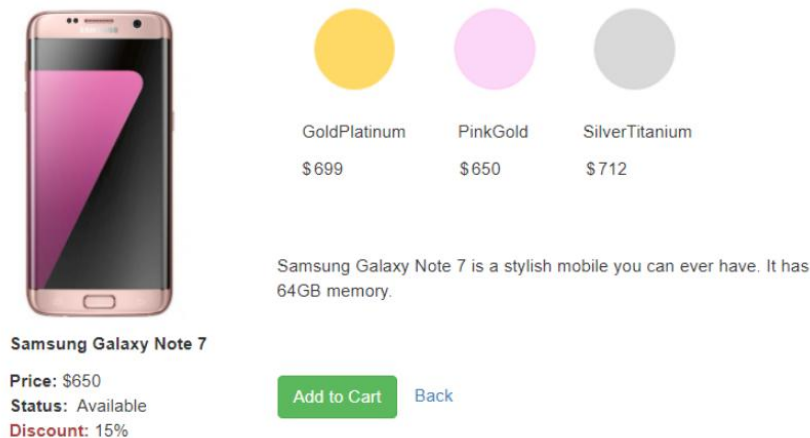 SAMSUNG
GoldPlatinum PinkGold SilverTitanium
$699 $650 $712
Samsung Galaxy Note 7 is a stylish mobile you can ever have. It has
64GB memory.
Samsung Galaxy Note 7
Price: $650
Status: Available
Discount: 15%
Add to Cart Back